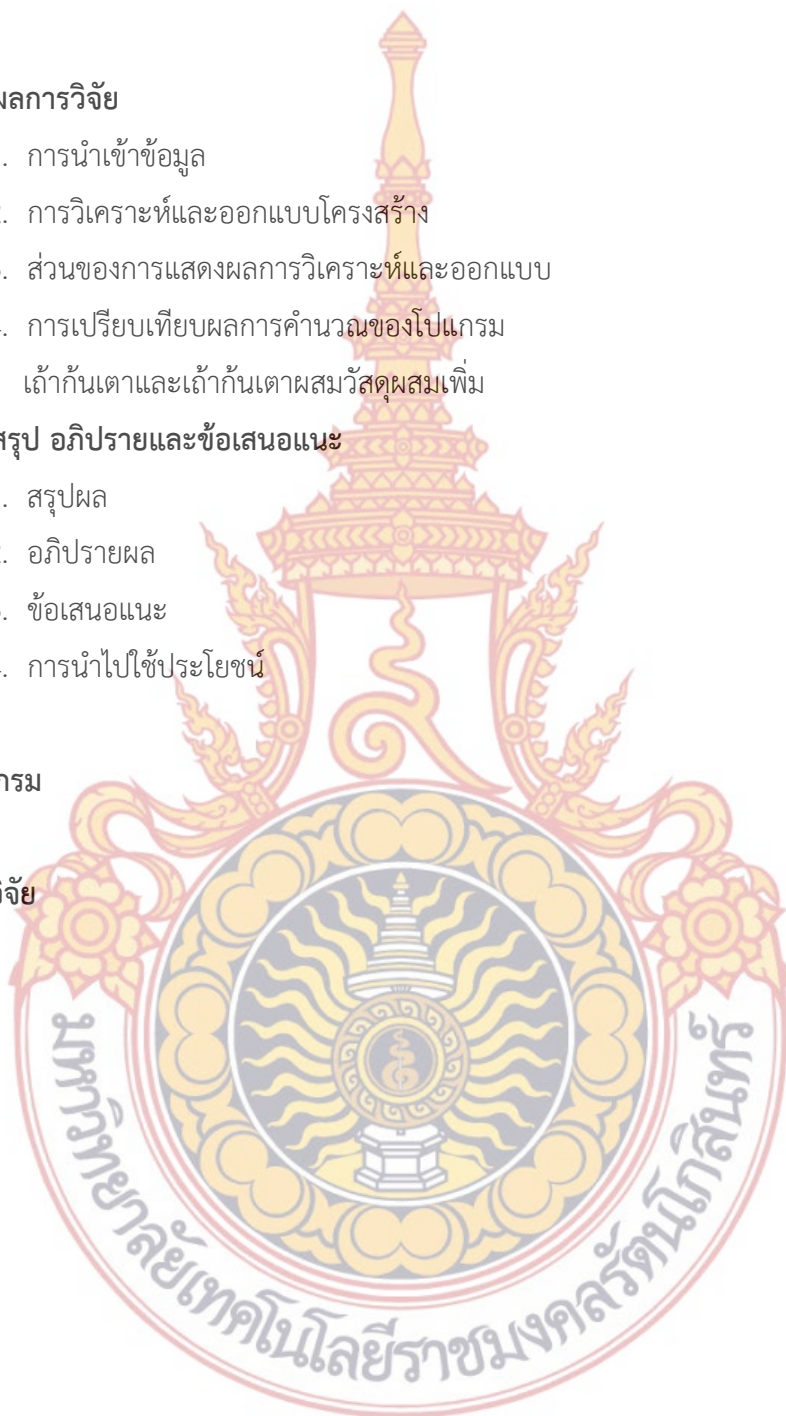 ผลการวิจัย
. การนำเข้าข้อมูล
. การวิเคราะห์และออกแบบโครงสร้าง
. ส่วนของการแสดงผลการวิเคราะห์และออกแบบ
. การเปรียบเทียบผลการคำนวณของโปแกรม
เถ้าก้นเตาและเถ้าก้นเตาผสมวัสดุผสมเพิ่ม
สรุป อภิปรายและข้อเสนอแนะ
. สรุปผล
. อภิปรายผล
. ข้อเสนอแนะ
. การนำไปใช้ประโยชน์
กรม
วิจัย
มหาวิทยาลัยเทคโนโลยีราชมงคลรัตนโกสินทร์